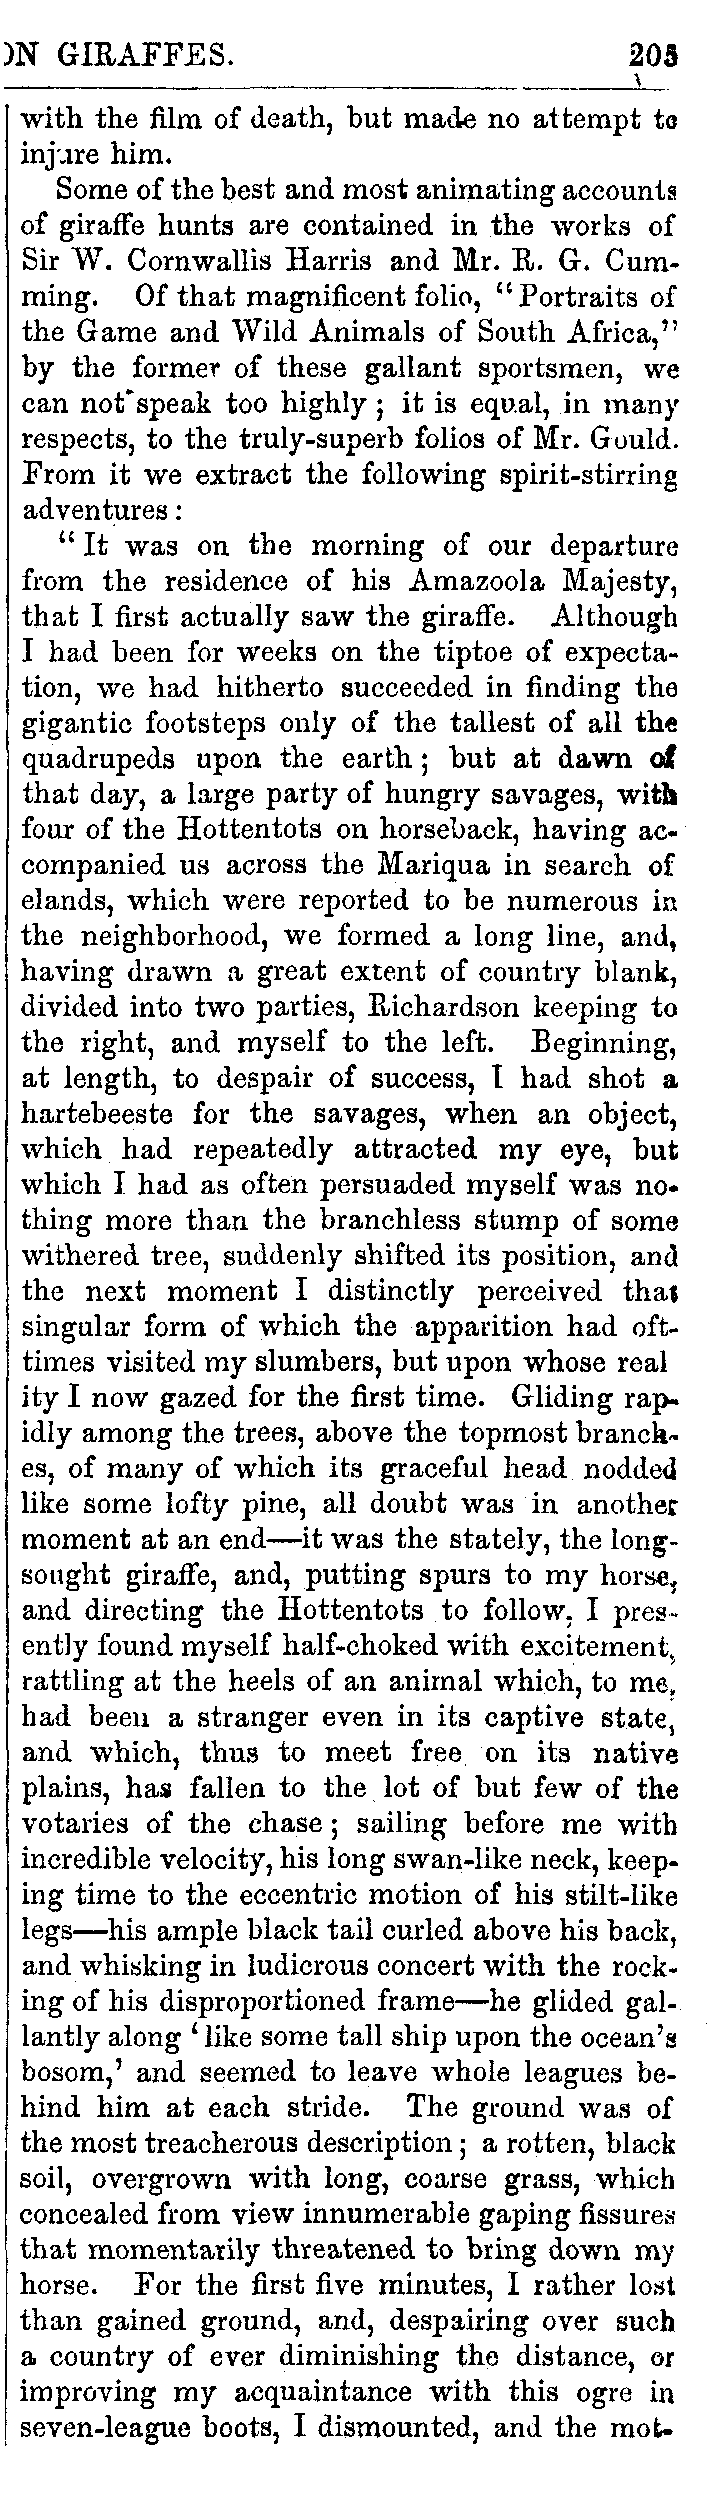 ON GIRAFFES. 205
with the film of death, but made no attempt to
injure him.
Some of the best and most animating accounts
of giraffe hunts are contained in the works of
Sir W. Cornwallis Harris and Mr. R. G. Cum-
ming. Of that magnificent folio, “Portraits of
the Game and Wild Animals of South Africa,”
by the former of these gallant sportsmen, we
can not speak too highly; it is equal, in many
respects, to the truly-superb folios of Mr. Gould.
From it we extract the following spirit-stirring
adventures:
“It was on the morning of our departure
from the residence of his Amazoola Majesty,
that I first actually saw the giraffe. Although
I had been for weeks on the tiptoe of expecta-
tion, we had hitherto succeeded in finding the
gigantic footsteps only of the tallest of all the
quadrupeds upon the earth; but at dawn of
that day, a large party of hungry savages, with
four of the Hottentots on horseback, having ac-
companied us across the Mariqua in search of
elands, which were reported to be numerous in
the neighborhood, we formed a long line, and,
having drawn a great extent of country blank,
divided into two parties, Richardson keeping to
the right, and myself to the left. Beginning,
at length, to despair of success, I had shot a
hartebeeste for the savages, when an object,
which had repeatedly attracted my eye, but
which I had as often persuaded myself was no-
thing more than the branchless stump of some
withered tree, suddenly shifted its position, and
the next moment I distinctly perceived that
singular form of which the apparition had oft-
times visited my slumbers, but upon whose real
ity I now gazed for the first time. Gliding rap-
idly among the trees, above the topmost branch-
es, of many of which its graceful head nodded
like some lofty pine, all doubt was in another
moment at an end—it was the stately, the long-
sought giraffe, and, putting spurs to my horse,
and directing the Hottentots to follow, I pres-
ently found myself half-choked with excitement,
rattling at the heels of an animal which, to me,
had been a stranger even in its captive state,
and which, thus to meet free on its native
plains, has fallen to the lot of but few of the
votaries of the chase; sailing before me with
incredible velocity, his long swan-like neck, keep-
ing time to the eccentric motion of his stilt-like
legs—his ample black tail curled above his back,
and whisking in ludicrous concert with the rock-
ing of his disproportioned frame—he glided gal-
lantly along ‘like some tall ship upon the ocean’s
bosom,’ and seemed to leave whole leagues be-
hind him at each stride. The ground was of
the most treacherous description; a rotten, black
soil, overgrown with long, coarse grass, which
concealed from view innumerable gaping fissures
that momentarily threatened to bring down my
horse. For the first five minutes, I rather lost
than gained ground, and, despairing over such
a country of ever diminishing the distance, or
improving my acquaintance with this ogre in
seven-league boots, I dismounted, and the mot-